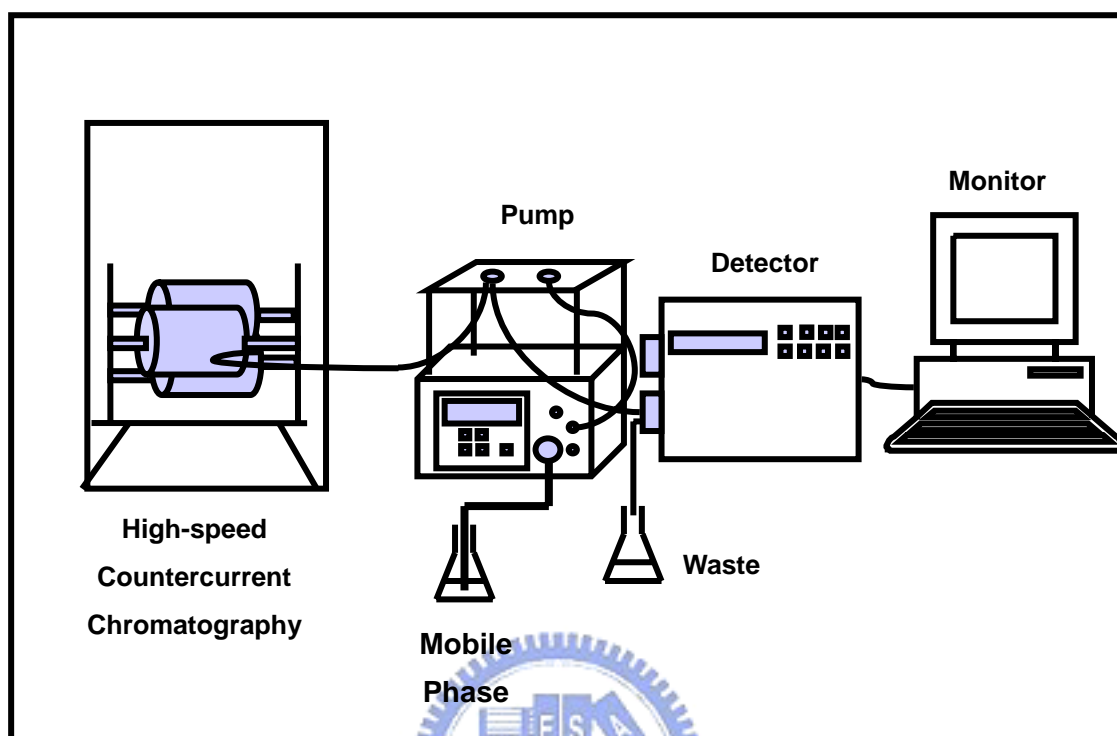 Monitor
Pump
Detector
High-speed
Countercurrent
Chromatography
Waste
Mobile
Phase